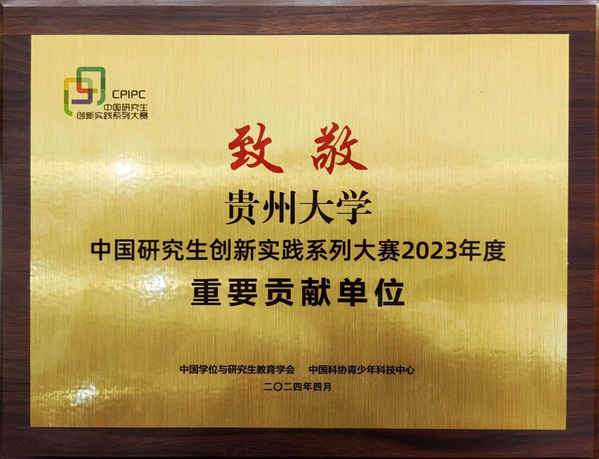 CPIPC
中国研究生
创新实践系列大赛
致敬
贵州大学
中国研究生创新实践系列大赛2023年度
重要贡献单位
中国学位与研究生教育学会 中国科协青少年科技中心
二〇二四年四月